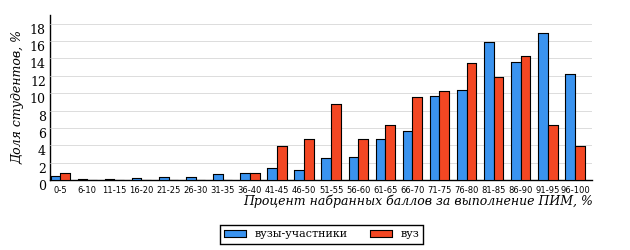 Доля студентов, %
18
16
14
12
10
8
6
4
2
0
0-5 6-10 11-15 16-20 21-25 26-30 31-35 36-40 41-45 46-50 51-55 56-60 61-65 66-70 71-75 76-80 81-85 86-90 91-95 96-100
Процент набранных баллов за выполнение ПИМ, %
вузы-участники вуз